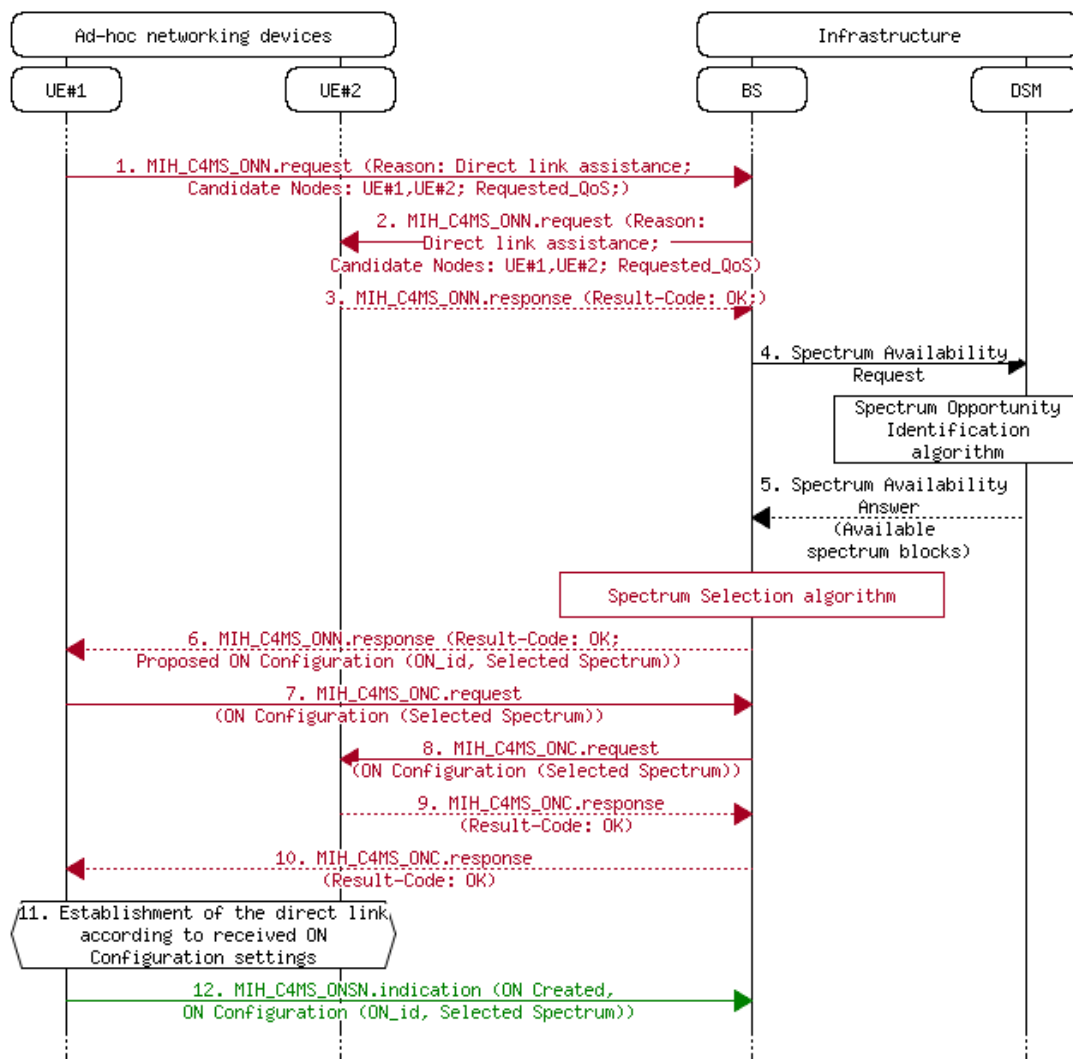 Ad-hoc networking devices
Infrastructure
UE#1
UE#2
BS
DSM
1. MIH_C4MS_ONN.request (Reason: Direct link assistance;
Candidate Nodes: UE#1,UE#2; Requested_QoS;)
2. MIH_C4MS_ONN.request (Reason:
Direct link assistance;
Candidate Nodes: UE#1,UE#2; Requested_QoS)
3. MIH_C4MS_ONN.response (Result-Code: OK;)
4. Spectrum Availability
Request
Spectrum Opportunity
Identification
algorithm
5. Spectrum Availability
Answer
(Available
spectrum blocks)
Spectrum Selection algorithm
6. MIH_C4MS_ONN.response (Result-Code: OK;
Proposed ON Configuration (ON_id, Selected Spectrum))
7. MIH_C4MS_ONC.request
(ON Configuration (Selected Spectrum))
8. MIH_C4MS_ONC.request
(ON Configuration (Selected Spectrum))
9. MIH_C4MS_ONC.response
(Result-Code: OK)
10. MIH_C4MS_ONC.response
(Result-Code: OK)
11. Establishment of the direct link
according to received ON
Configuration settings
12. MIH_C4MS_ONSN.indication (ON Created,
ON Configuration (ON_id, Selected Spectrum))